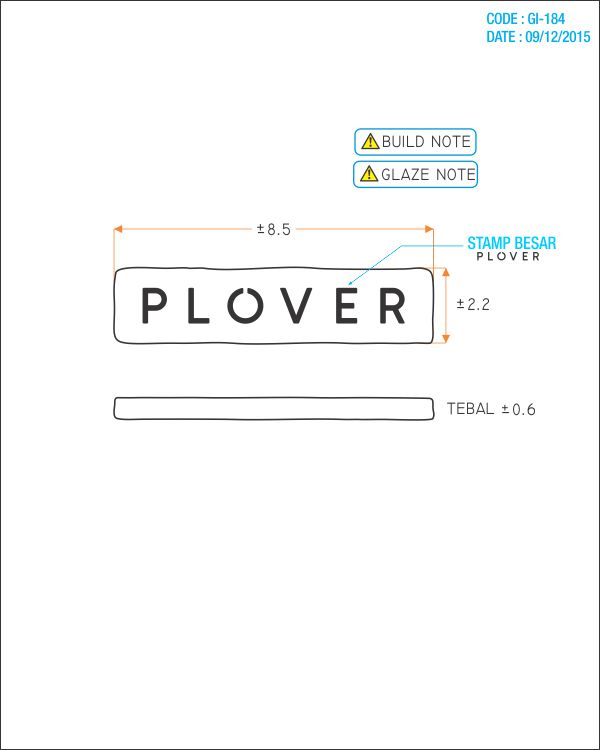 CODE : GI-184
DATE : 09/12/2015
BUILD NOTE
GLAZE NOTE
±8.5
STAMP BESAR
PLOVER
PLOVER
±2.2
TEBAL ±0.6